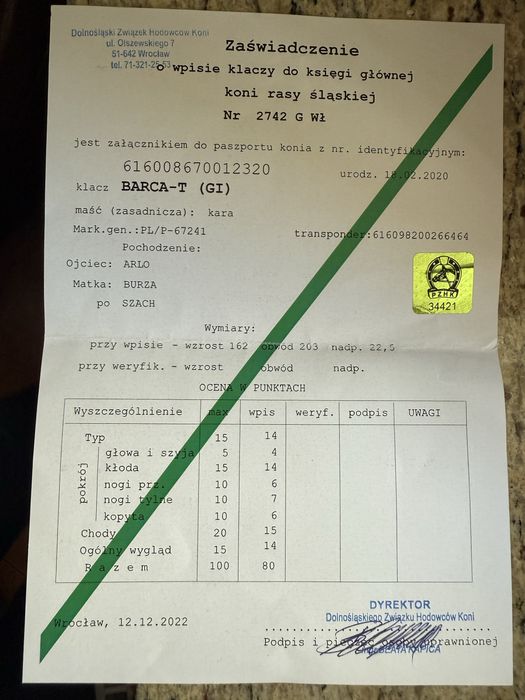 Dolnośląski Związek Hodowców Koni
ul. Olszewskiego 7
51-642 Wrocław
tel. 71-321-25-53
Zaświadczenie
o wpisie klaczy do księgi głównej
koni rasy śląskiej
Nr 2742 G Wł
jest załącznikiem do paszportu konia z nr. identyfikacyjnym:
616008670012320
urodz. 18.02.2020
klacz BARCA-T (GI)
maść (zasadnicza): kara
Mark.gen.:PL/P-67241 transponder:616098200266464
Pochodzenie:
Ojciec: ARLO
Matka: BURZA
po SZACH
PZHK
34421
Wymiary:
przy wpisie - wzrost 162 obwód 203 nadp. 22,5
przy weryfik. - wzrost obwód nadp.
OCENA W PUNKTACH
Wyszczególnienie max wpis weryf. podpis UWAGI
Typ 15 14
pokrój
głowa i szyja 5 4
kłoda 15 14
nogi prz. 10 6
nogi tylne 10 7
kopyta 10 6
Chody 20 15
Ogólny wygląd 15 14
R a z e m 100 80
Wrocław, 12.12.2022
DYREKTOR
Dolnośląskiego Związku Hodowców Koni
Podpis i pieczęć osoby uprawnionej